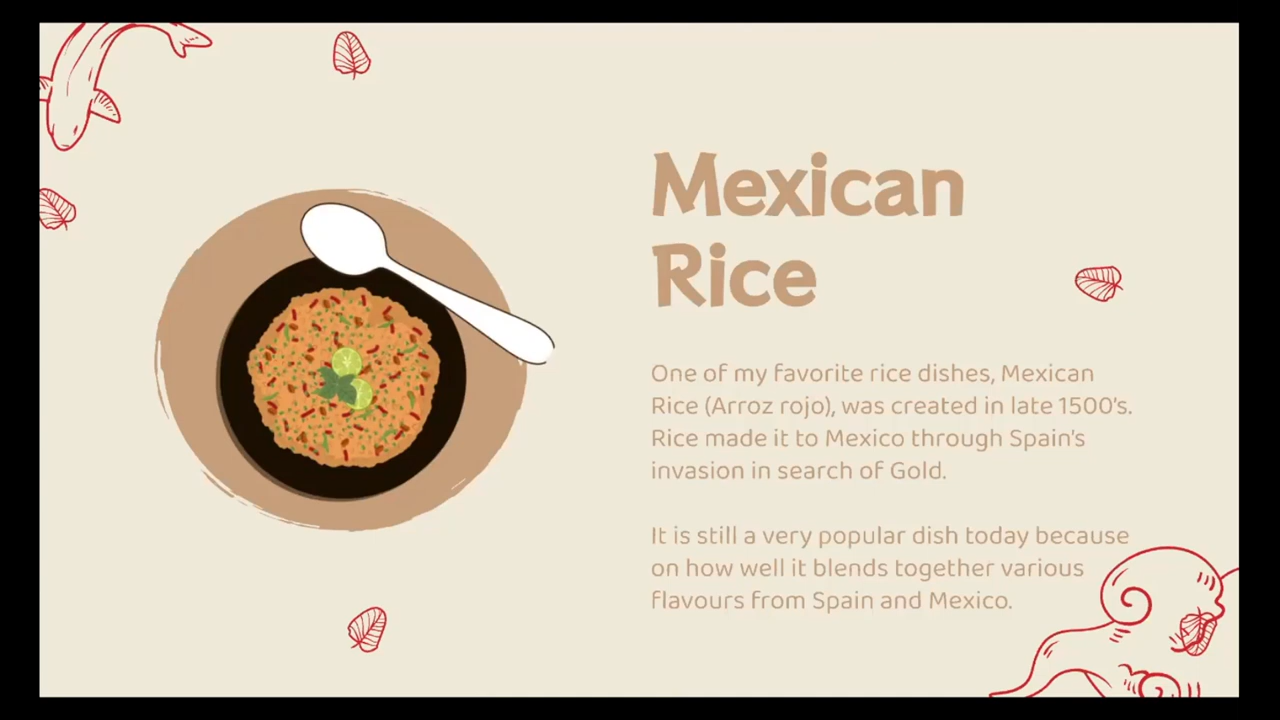 Mexican
Rice
One of my favorite rice dishes, Mexican
Rice (Arroz rojo), was created in late 1500's.
Rice made it to Mexico through Spain's
invasion in search of Gold.
It is still a very popular dish today because
on how well it blends together various
flavours from Spain and Mexico.